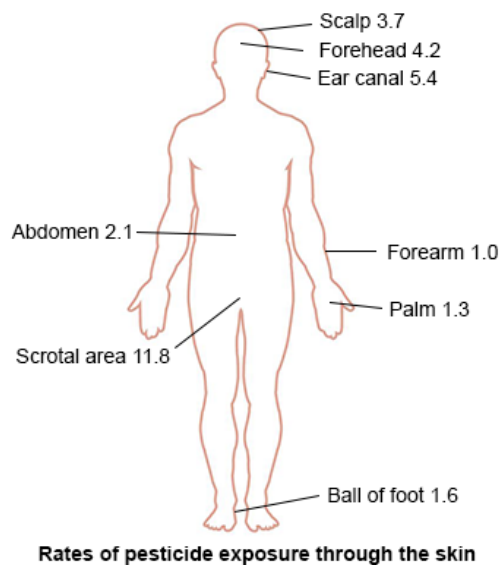 Scalp 3.7
Forehead 4.2
Ear canal 5.4
Abdomen 2.1
Forearm 1.0
Palm 1.3
Scrotal area 11.8
Ball of foot 1.6
Rates of pesticide exposure through the skin